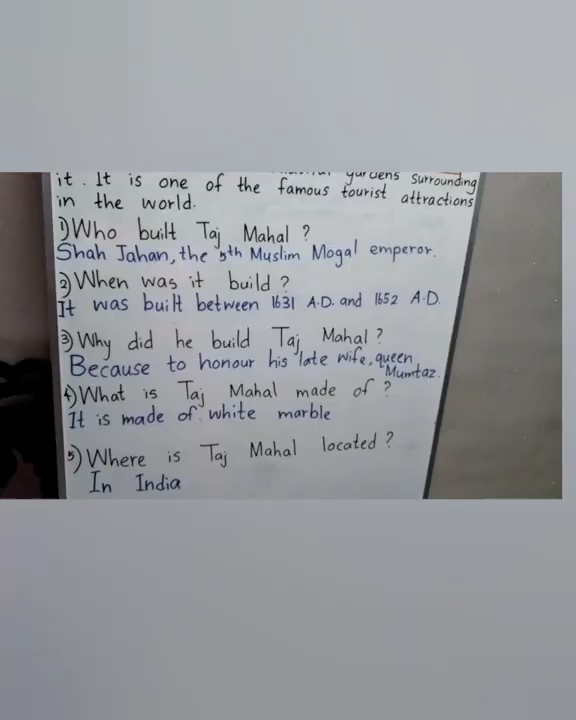 it. It is one of the famous tourist attractions
gardens surrounding
in the world.
1) Who built Taj Mahal ?
Shah Jahan, the 5th Muslim Mogal emperor.
2) When was it build ?
It was built between 1631 A.D. and 1652 A.D.
3) Why did he build Taj Mahal ?
Because to honour his late wife, queen
Mumtaz.
4) What is Taj Mahal made of ?
It is made of white marble
5) Where is Taj Mahal located ?
In India